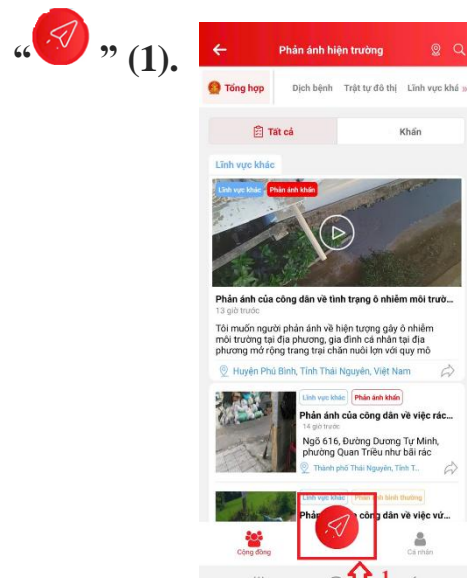 “ ” (1).
Phản ánh hiện trường
Tổng hợp Dịch bệnh Trật tự đô thị Lĩnh vực khá »
Tất cả Khẩn
Lĩnh vực khác
Lĩnh vực khác Phản ánh khẩn
Phản ánh của công dân về tình trạng ô nhiễm môi trườ...
13 giờ trước
Tôi muốn người phản ánh về hiện tượng gây ô nhiễm
môi trường tại địa phương, gia đình cá nhân tại địa
phương mở rộng trang trại chăn nuôi lợn với quy mô
Huyện Phú Bình, Tỉnh Thái Nguyên, Việt Nam
Lĩnh vực khác Phản ánh khẩn
Phản ánh của công dân về việc rác...
14 giờ trước
Ngõ 616, Đường Dương Tự Minh,
phường Quan Triều như bãi rác
Thành phố Thái Nguyên, Tỉnh T...
Lĩnh vực khác Phản ánh bình thường
Phản công dân về việc vứ...
Cộng đồng Cá nhân
1